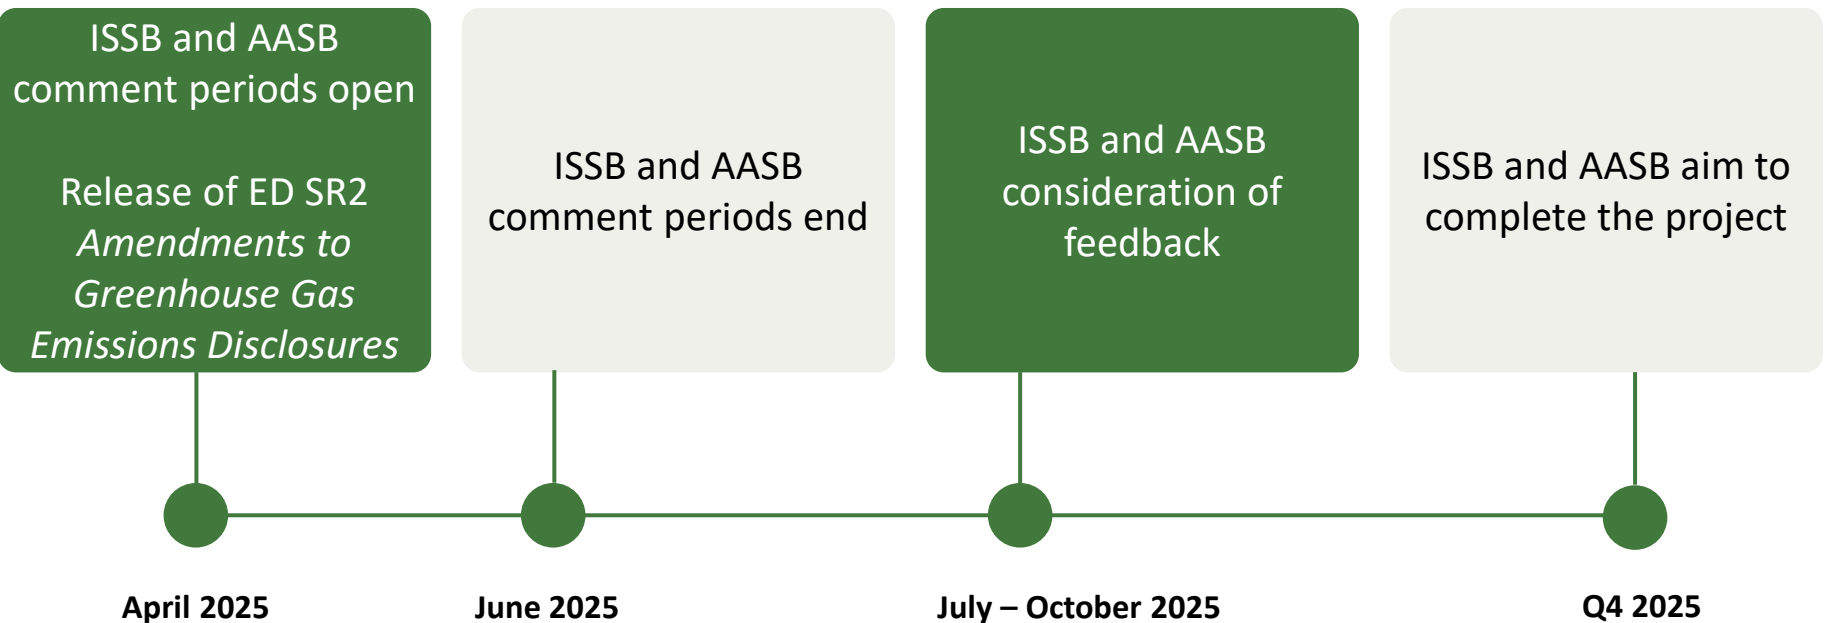 ISSB and AASB
comment periods open
Release of ED SR2
Amendments to
Greenhouse Gas
Emissions Disclosures
ISSB and AASB
comment periods end
ISSB and AASB
consideration of
feedback
ISSB and AASB aim to
complete the project
April 2025
June 2025
July – October 2025
Q4 2025